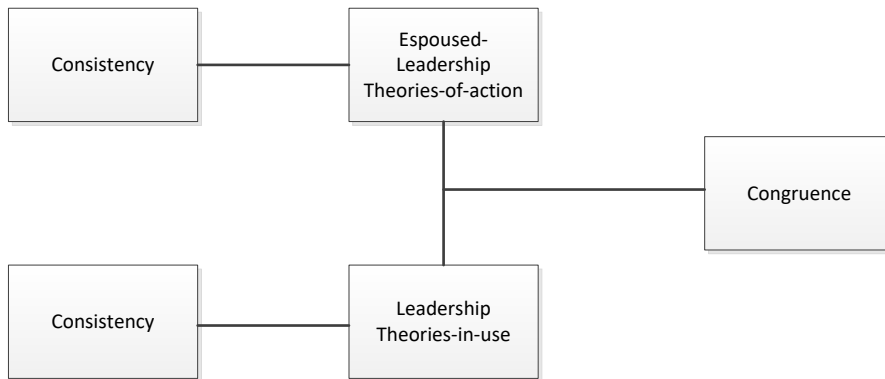 Consistency
Espoused-
Leadership
Theories-of-action
Congruence
Consistency
Leadership
Theories-in-use